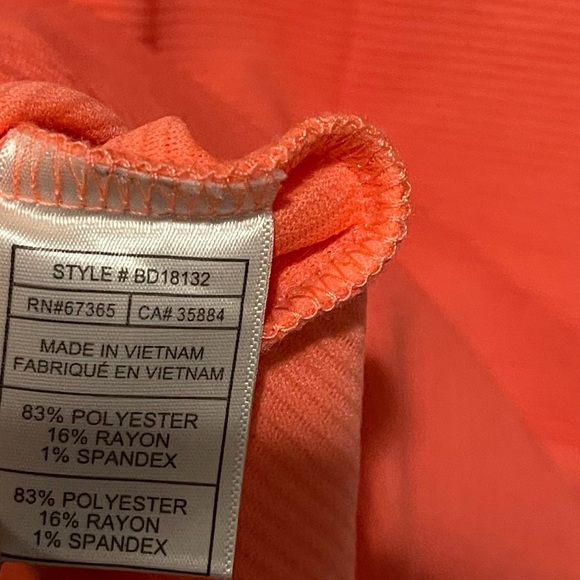 STYLE # BD18132
RN#67365 CA# 35884
MADE IN VIETNAM
FABRIQUÉ EN VIETNAM
83% POLYESTER
16% RAYON
1% SPANDEX
83% POLYESTER
16% RAYON
1% SPANDEX